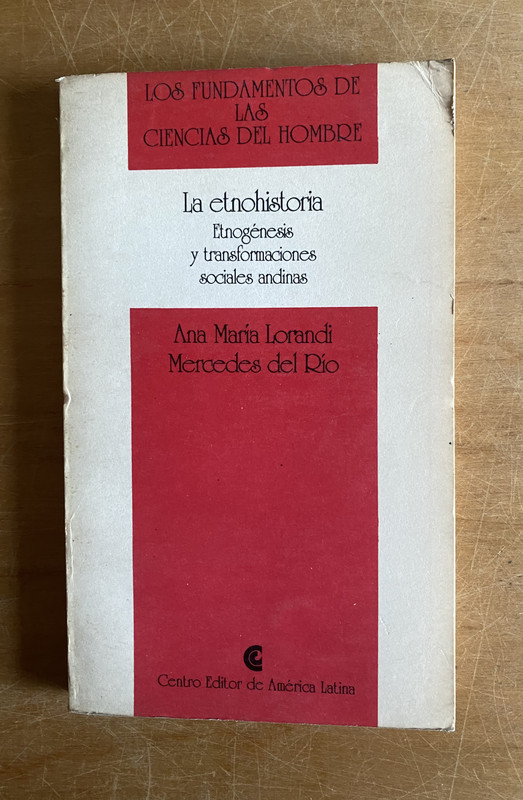 LOS FUNDAMENTOS DE
LAS
CIENCIAS DEL HOMBRE
La etnohistoria
Etnogénesis
y transformaciones
sociales andinas
Ana María Lorandi
Mercedes del Río
Centro Editor de América Latina